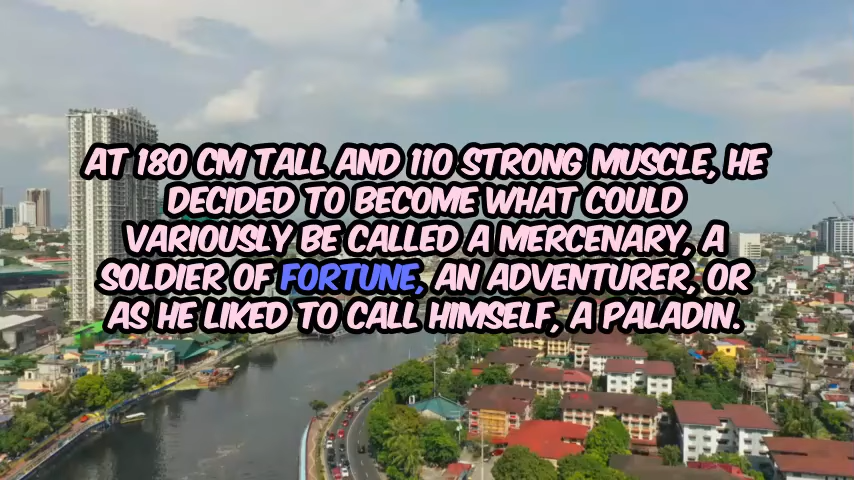 AT 180 CM TALL AND 110 STRONG MUSCLE, HE
DECIDED TO BECOME WHAT COULD
VARIOUSLY BE CALLED A MERCENARY, A
SOLDIER OF FORTUNE, AN ADVENTURER, OR
AS HE LIKED TO CALL HIMSELF, A PALADIN.